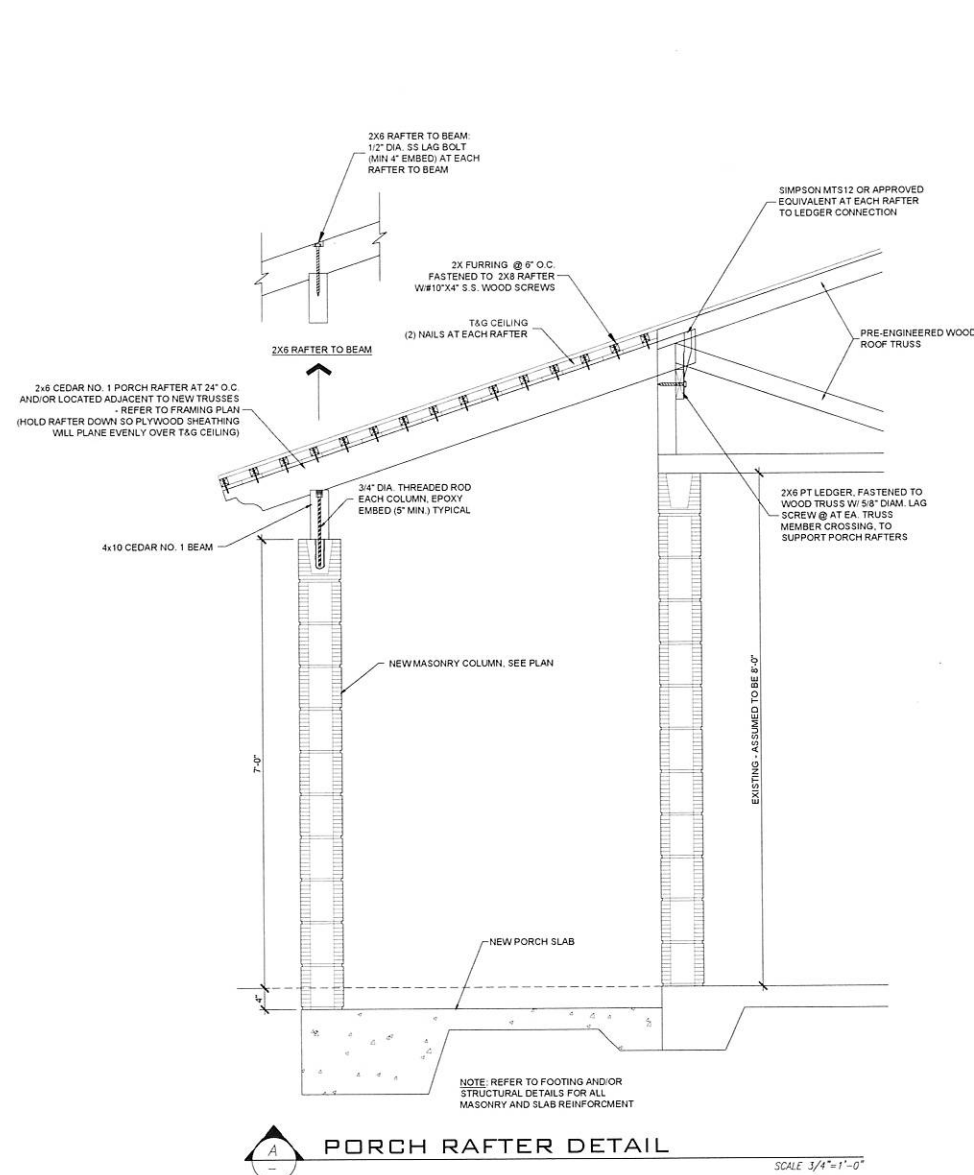 2X6 RAFTER TO BEAM:
1/2" DIA. SS LAG BOLT
(MIN 4" EMBED) AT EACH
RAFTER TO BEAM
SIMPSON MTS12 OR APPROVED
EQUIVALENT AT EACH RAFTER
TO LEDGER CONNECTION
2X FURRING @ 6" O.C.
FASTENED TO 2X8 RAFTER
W/#10"X4" S.S. WOOD SCREWS
T&G CEILING
(2) NAILS AT EACH RAFTER
PRE-ENGINEERED WOOD
ROOF TRUSS
2X6 RAFTER TO BEAM
2x6 CEDAR NO. 1 PORCH RAFTER AT 24" O.C.
AND/OR LOCATED ADJACENT TO NEW TRUSSES
- REFER TO FRAMING PLAN
(HOLD RAFTER DOWN SO PLYWOOD SHEATHING
WILL PLANE EVENLY OVER T&G CEILING)
3/4" DIA. THREADED ROD
EACH COLUMN, EPOXY
EMBED (5" MIN.) TYPICAL
4x10 CEDAR NO. 1 BEAM
2X6 PT LEDGER, FASTENED TO
WOOD TRUSS W/ 5/8" DIAM. LAG
SCREW @ AT EA. TRUSS
MEMBER CROSSING, TO
SUPPORT PORCH RAFTERS
NEW MASONRY COLUMN, SEE PLAN
7'-0"
EXISTING - ASSUMED TO BE 8'-0"
NEW PORCH SLAB
4"
NOTE: REFER TO FOOTING AND/OR
STRUCTURAL DETAILS FOR ALL
MASONRY AND SLAB REINFORCMENT
A
–
PORCH RAFTER DETAIL
SCALE 3/4"=1'-0"